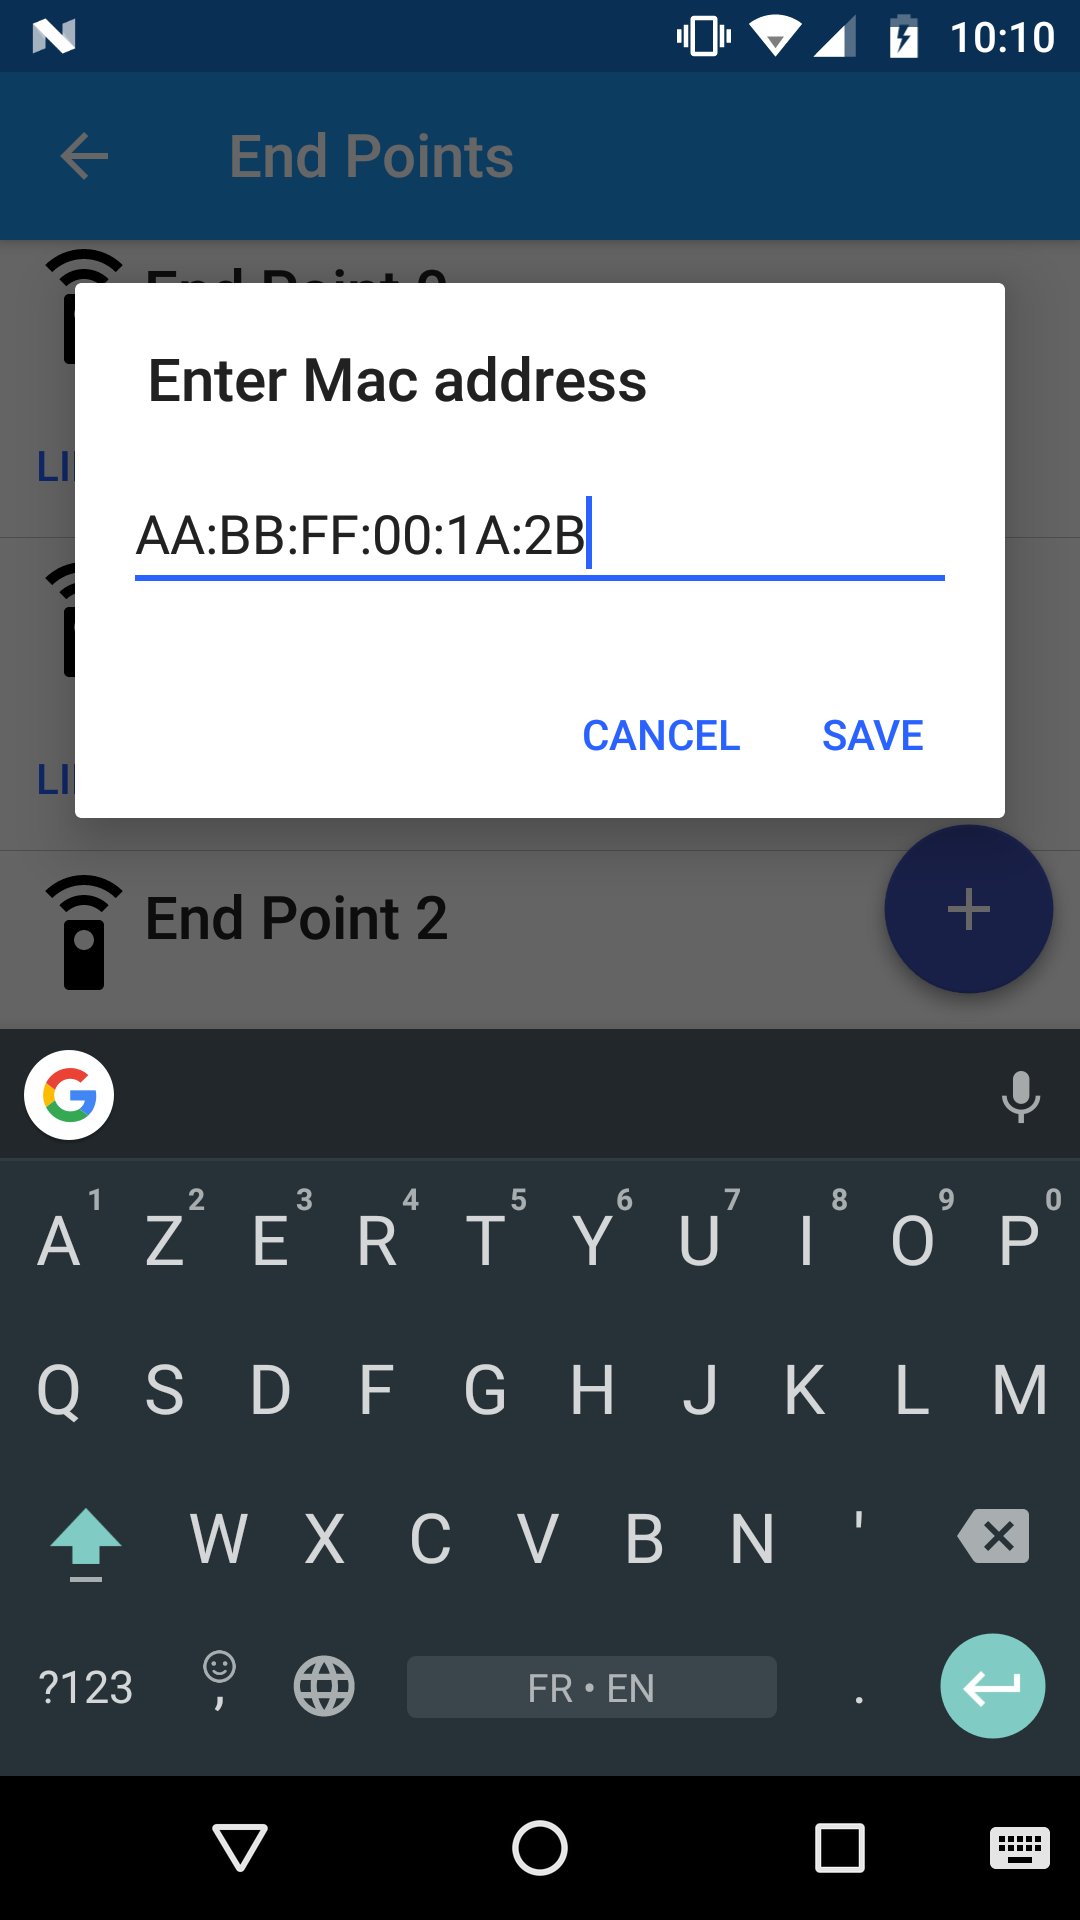 10:10
End Points
End Point
Enter Mac address
LI
AA:BB:FF:00:1A:2B
CANCEL SAVE
LI
End Point 2
1 2 3 4 5 6 7 8 9 0
A Z E R T Y U I O P
Q S D F G H J K L M
W X C V B N '
?123 , FR • EN .